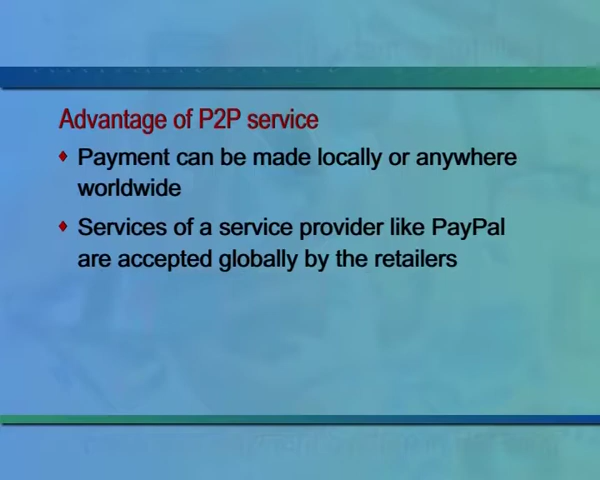 Advantage of P2P service
Payment can be made locally or anywhere
worldwide
Services of a service provider like PayPal
are accepted globally by the retailers